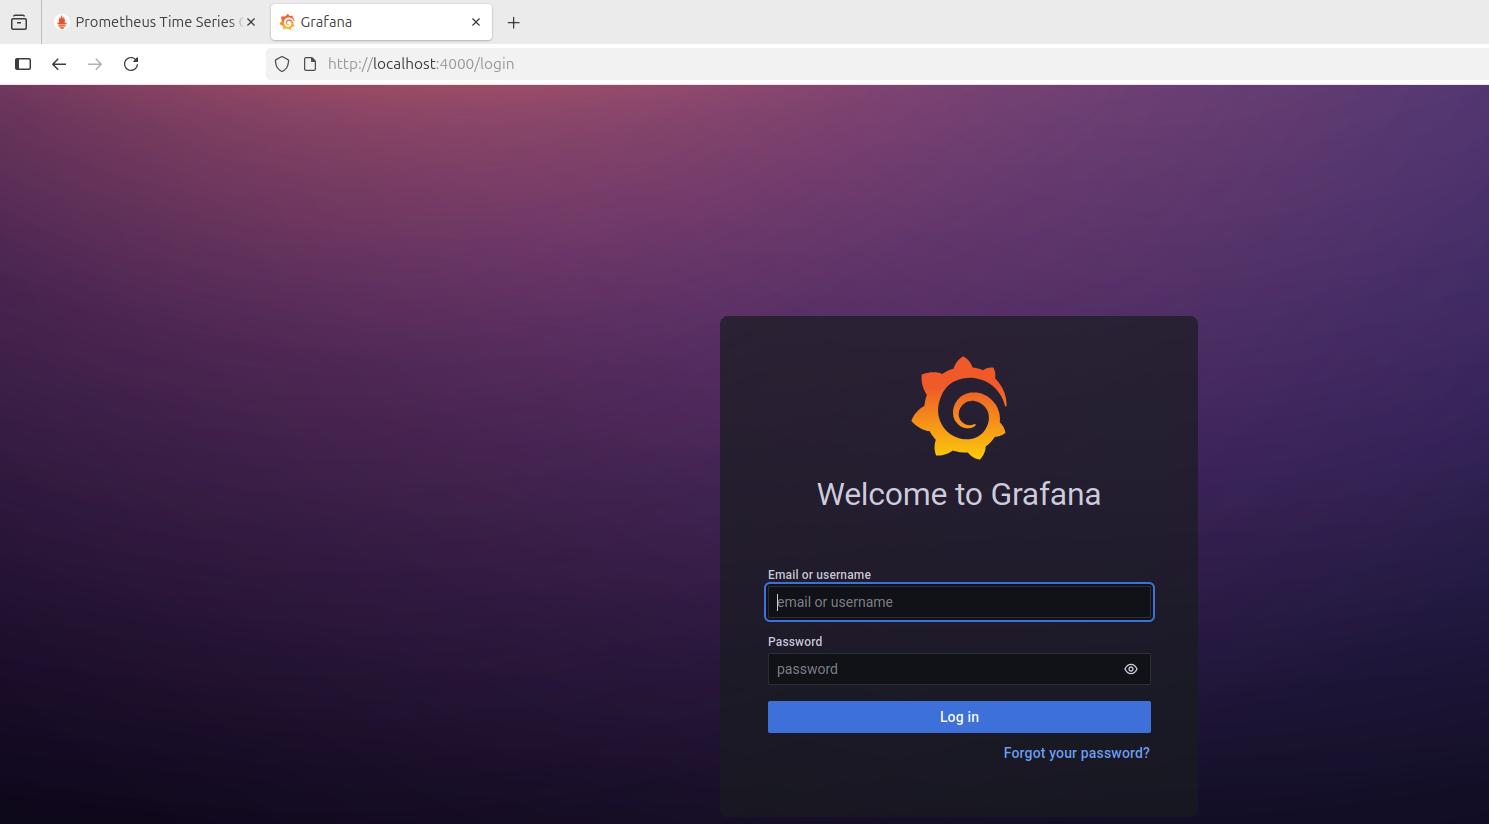 Prometheus Time Series
Grafana
http://localhost:4000/login
Welcome to Grafana
Email or username
email or username
Password
password
Log in
Forgot your password?